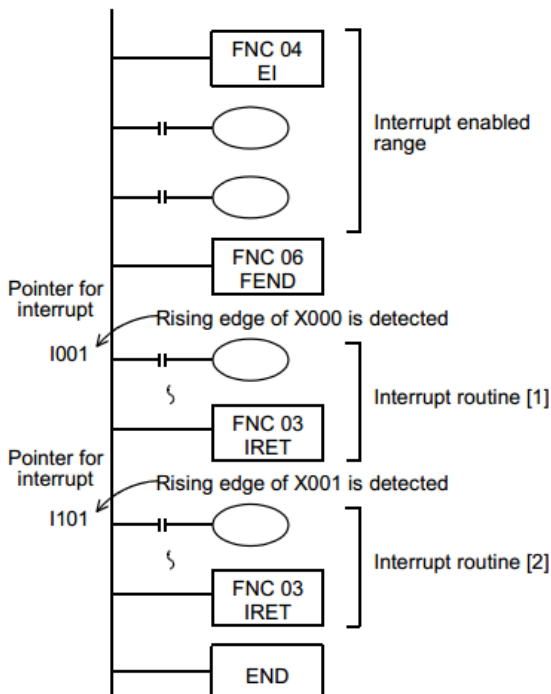 FNC 04
EI
Interrupt enabled
range
FNC 06
FEND
Pointer for
interrupt
Rising edge of X000 is detected
I001
Interrupt routine [1]
FNC 03
IRET
Pointer for
interrupt
Rising edge of X001 is detected
I101
Interrupt routine [2]
FNC 03
IRET
END